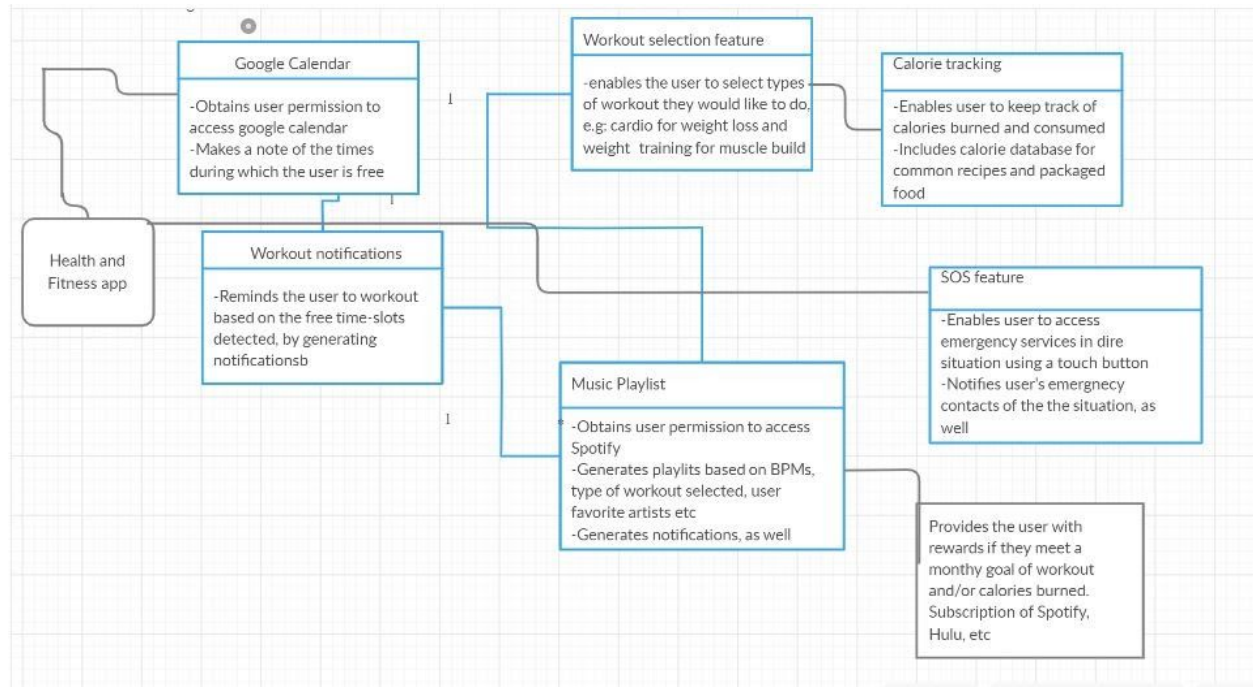 Google Calendar
-Obtains user permission to
access google calendar
-Makes a note of the times
during which the user is free
1
1
Workout selection feature
-enables the user to select types
of workout they would like to do,
e.g: cardio for weight loss and
weight training for muscle build
Calorie tracking
-Enables user to keep track of
calories burned and consumed
-Includes calorie database for
common recipes and packaged
food
Health and
Fitness app
Workout notifications
-Reminds the user to workout
based on the free time-slots
detected, by generating
notificationsb
1
SOS feature
-Enables user to access
emergency services in dire
situation using a touch button
-Notifies user's emergnecy
contacts of the the situation, as
well
Music Playlist
*
-Obtains user permission to access
Spotify
-Generates playlits based on BPMs,
type of workout selected, user
favorite artists etc
-Generates notifications, as well
Provides the user with
rewards if they meet a
monthy goal of workout
and/or calories burned.
Subscription of Spotify,
Hulu, etc